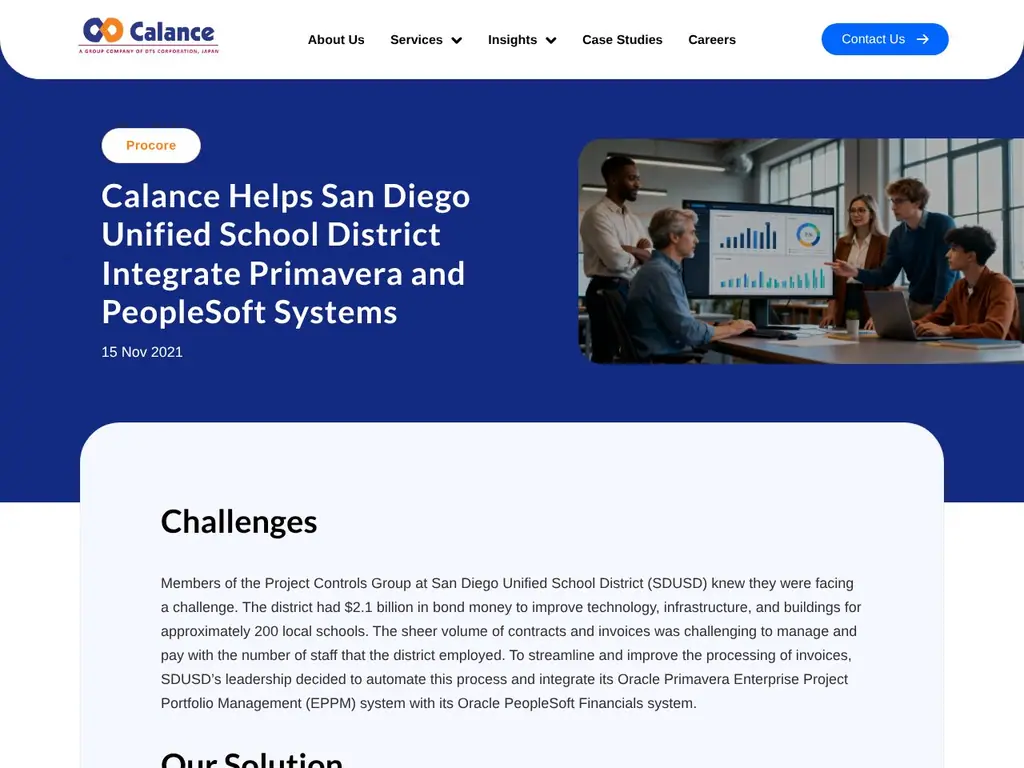 Calance
A GROUP COMPANY OF DTS CORPORATION, JAPAN
About Us
Services
Insights
Case Studies
Careers
Contact Us
Procore
Calance Helps San Diego
Unified School District
Integrate Primavera and
PeopleSoft Systems
15 Nov 2021
Challenges
Members of the Project Controls Group at San Diego Unified School District (SDUSD) knew they were facing
a challenge. The district had $2.1 billion in bond money to improve technology, infrastructure, and buildings for
approximately 200 local schools. The sheer volume of contracts and invoices was challenging to manage and
pay with the number of staff that the district employed. To streamline and improve the processing of invoices,
SDUSD’s leadership decided to automate this process and integrate its Oracle Primavera Enterprise Project
Portfolio Management (EPPM) system with its Oracle PeopleSoft Financials system.
Our Solution